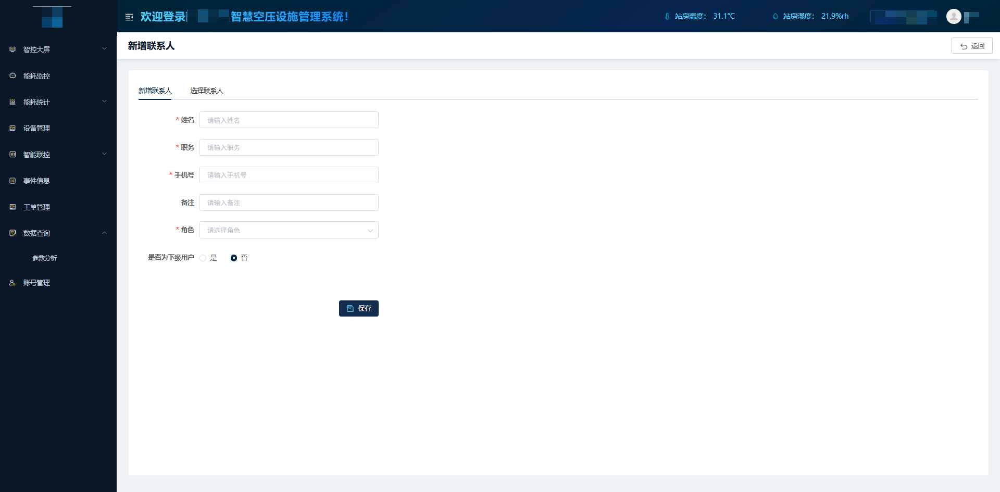 欢迎登录
智慧空压设施管理系统！
站房温度： 31.1℃
站房湿度： 21.9%rh
智控大屏
能耗监控
能耗统计
设备管理
智能联控
事件信息
工单管理
数据查询
参数分析
账号管理
新增联系人
返回
新增联系人 选择联系人
* 姓名 请输入姓名
* 职务 请输入职务
* 手机号 请输入手机号
备注 请输入备注
* 角色 请选择角色
是否为下级用户 是 否
保存